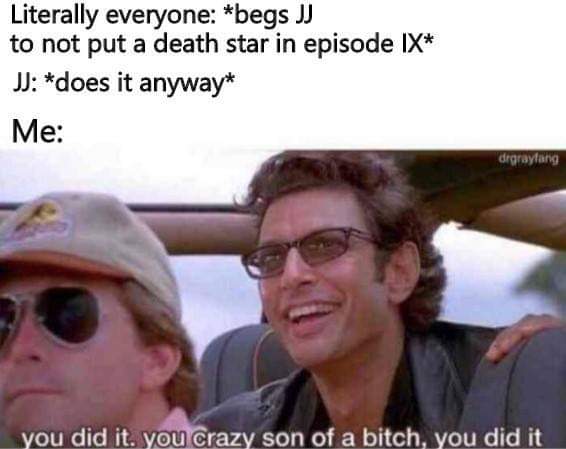 Literally everyone: *begs JJ
to not put a death star in episode IX*
JJ: *does it anyway*
Me:
drgrayfang
you did it. you crazy son of a bitch, you did it